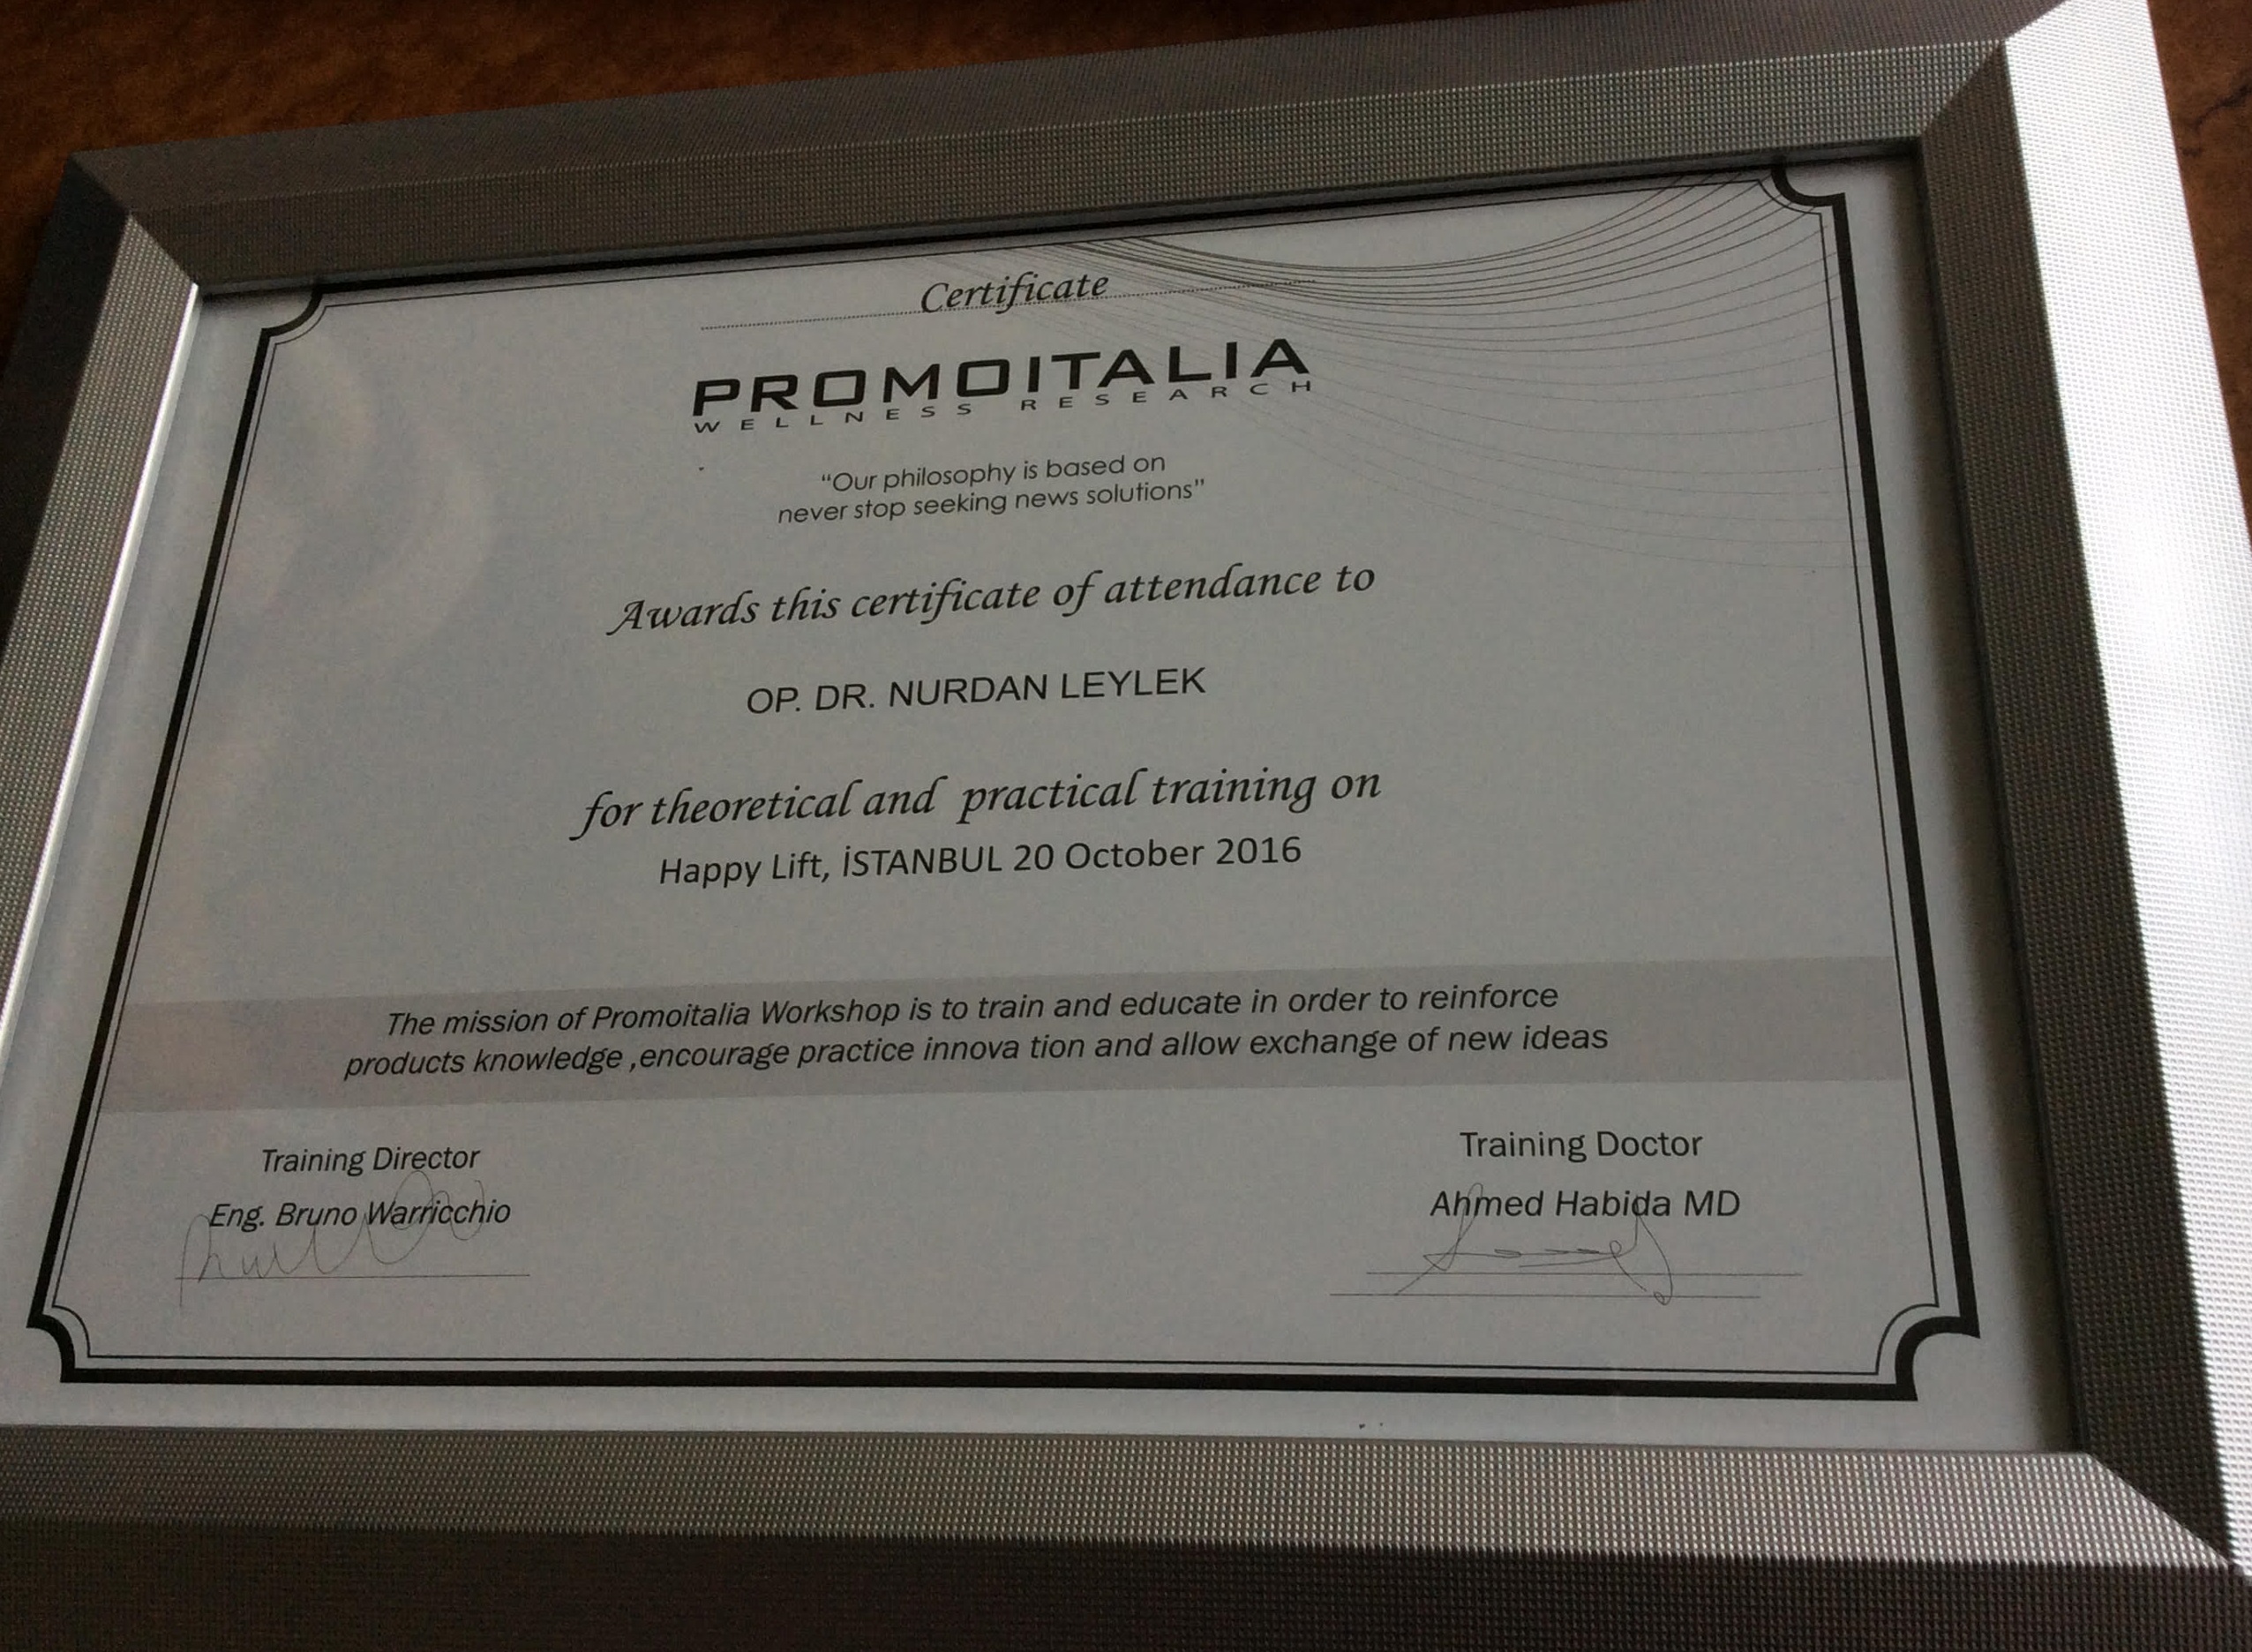 Certificate
PROMOITALIA
WELLNESS RESEARCH
“Our philosophy is based on
never stop seeking news solutions”
Awards this certificate of attendance to
OP. DR. NURDAN LEYLEK
for theoretical and practical training on
Happy Lift, İSTANBUL 20 October 2016
The mission of Promoitalia Workshop is to train and educate in order to reinforce
products knowledge ,encourage practice innova tion and allow exchange of new ideas
Training Director
Eng. Bruno Warricchio
Training Doctor
Ahmed Habida MD